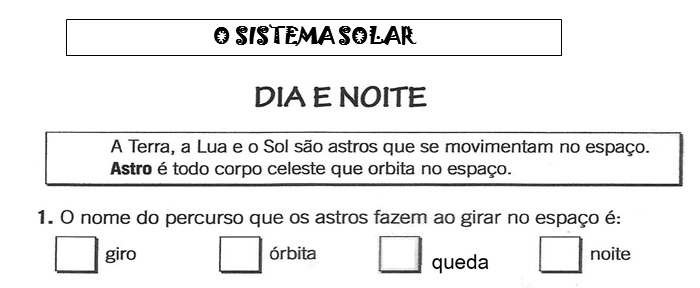 O SISTEMA SOLAR
DIA E NOITE
A Terra, a Lua e o Sol são astros que se movimentam no espaço.
Astro é todo corpo celeste que orbita no espaço.
1. O nome do percurso que os astros fazem ao girar no espaço é:
giro órbita queda noite